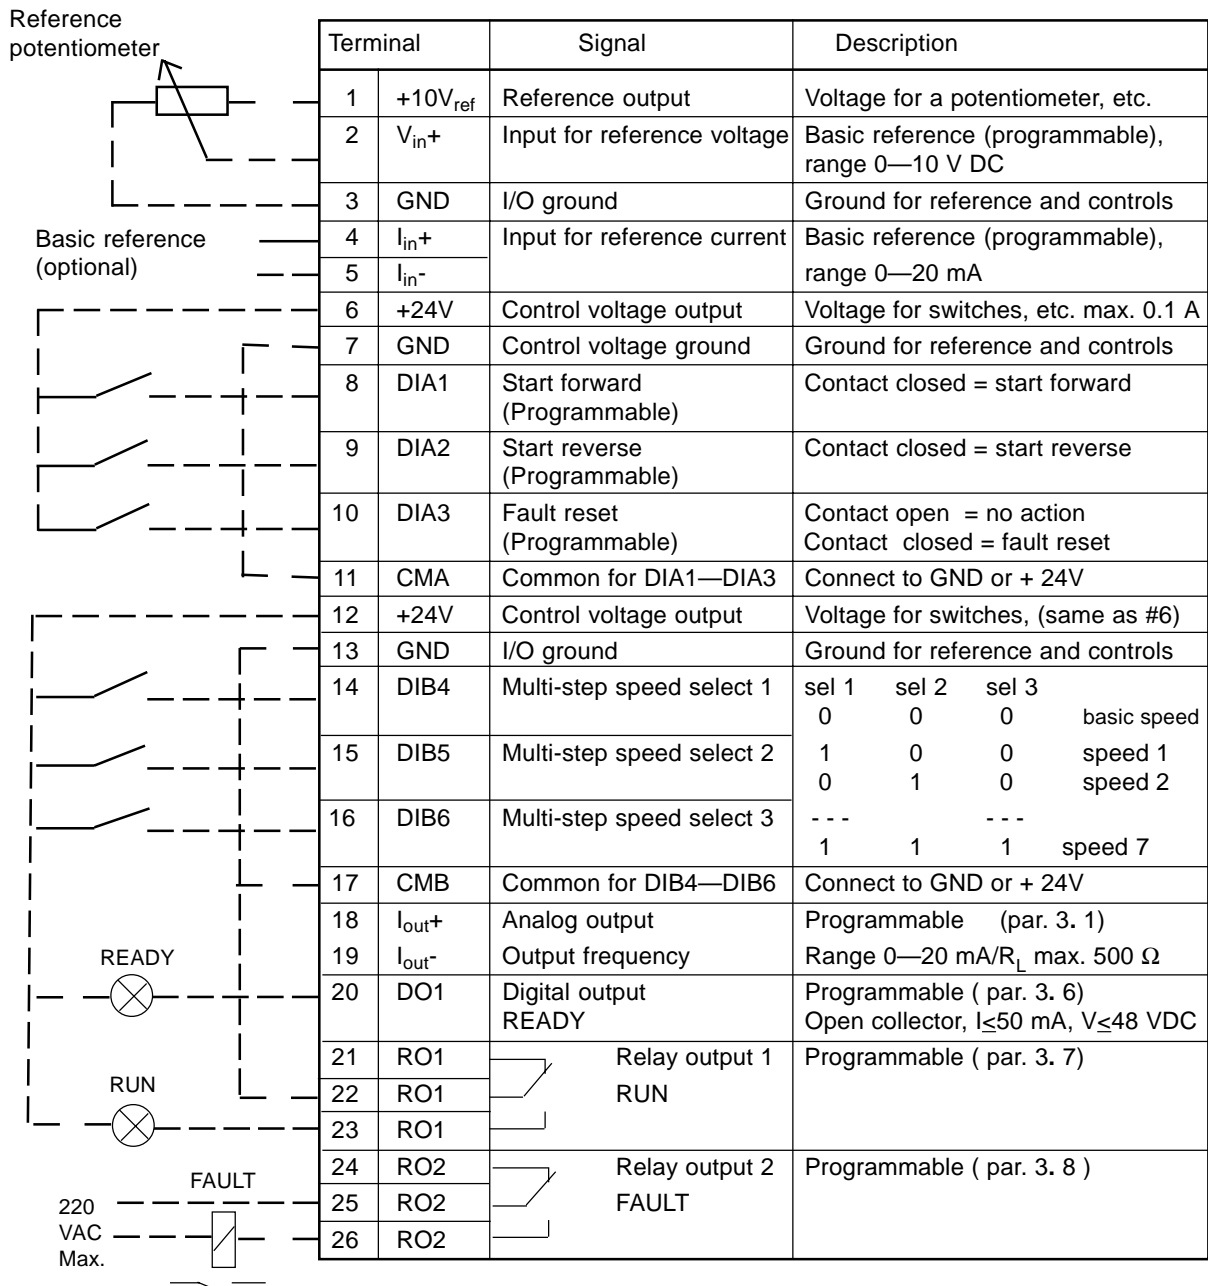 Reference
potentiometer
Terminal Signal Description
1 +10Vref Reference output Voltage for a potentiometer, etc.
2 Vin+ Input for reference voltage Basic reference (programmable),
range 0—10 V DC
3 GND I/O ground Ground for reference and controls
Basic reference
(optional)
4 Iin+ Input for reference current Basic reference (programmable),
5 Iin- range 0—20 mA
6 +24V Control voltage output Voltage for switches, etc. max. 0.1 A
7 GND Control voltage ground Ground for reference and controls
8 DIA1 Start forward Contact closed = start forward
(Programmable)
9 DIA2 Start reverse Contact closed = start reverse
(Programmable)
10 DIA3 Fault reset Contact open = no action
(Programmable) Contact closed = fault reset
11 CMA Common for DIA1—DIA3 Connect to GND or + 24V
12 +24V Control voltage output Voltage for switches, (same as #6)
13 GND I/O ground Ground for reference and controls
14 DIB4 Multi-step speed select 1 sel 1 sel 2 sel 3
0 0 0 basic speed
15 DIB5 Multi-step speed select 2 1 0 0 speed 1
0 1 0 speed 2
16 DIB6 Multi-step speed select 3 - - - - - -
1 1 1 speed 7
17 CMB Common for DIB4—DIB6 Connect to GND or + 24V
18 Iout+ Analog output Programmable (par. 3. 1)
19 Iout- Output frequency Range 0—20 mA/RL max. 500 Ω
READY
20 DO1 Digital output Programmable ( par. 3. 6)
READY Open collector, I≤50 mA, V≤48 VDC
21 RO1 Relay output 1 Programmable ( par. 3. 7)
RUN
22 RO1 RUN
23 RO1
24 RO2 Relay output 2 Programmable ( par. 3. 8 )
FAULT
25 RO2 FAULT
26 RO2
220
VAC
Max.